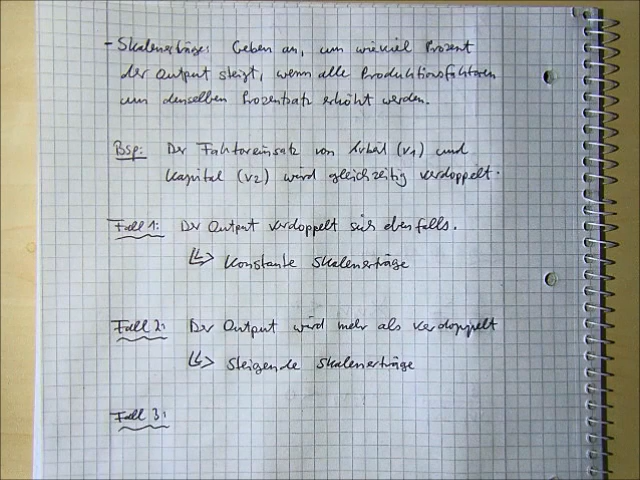 - Skalenerträge: Geben an, um wieviel Prozent
der Output steigt, wenn alle Produktionsfaktoren
um denselben Prozentsatz erhöht werden.
Bsp: Der Faktoreinsatz von Arbeit (v1) und
Kapital (v2) wird gleichzeitig verdoppelt.
Fall 1: Der Output verdoppelt sich ebenfalls.
↳> Konstante Skalenerträge
Fall 2: Der Output wird mehr als verdoppelt
↳> Steigende Skalenerträge
Fall 3: